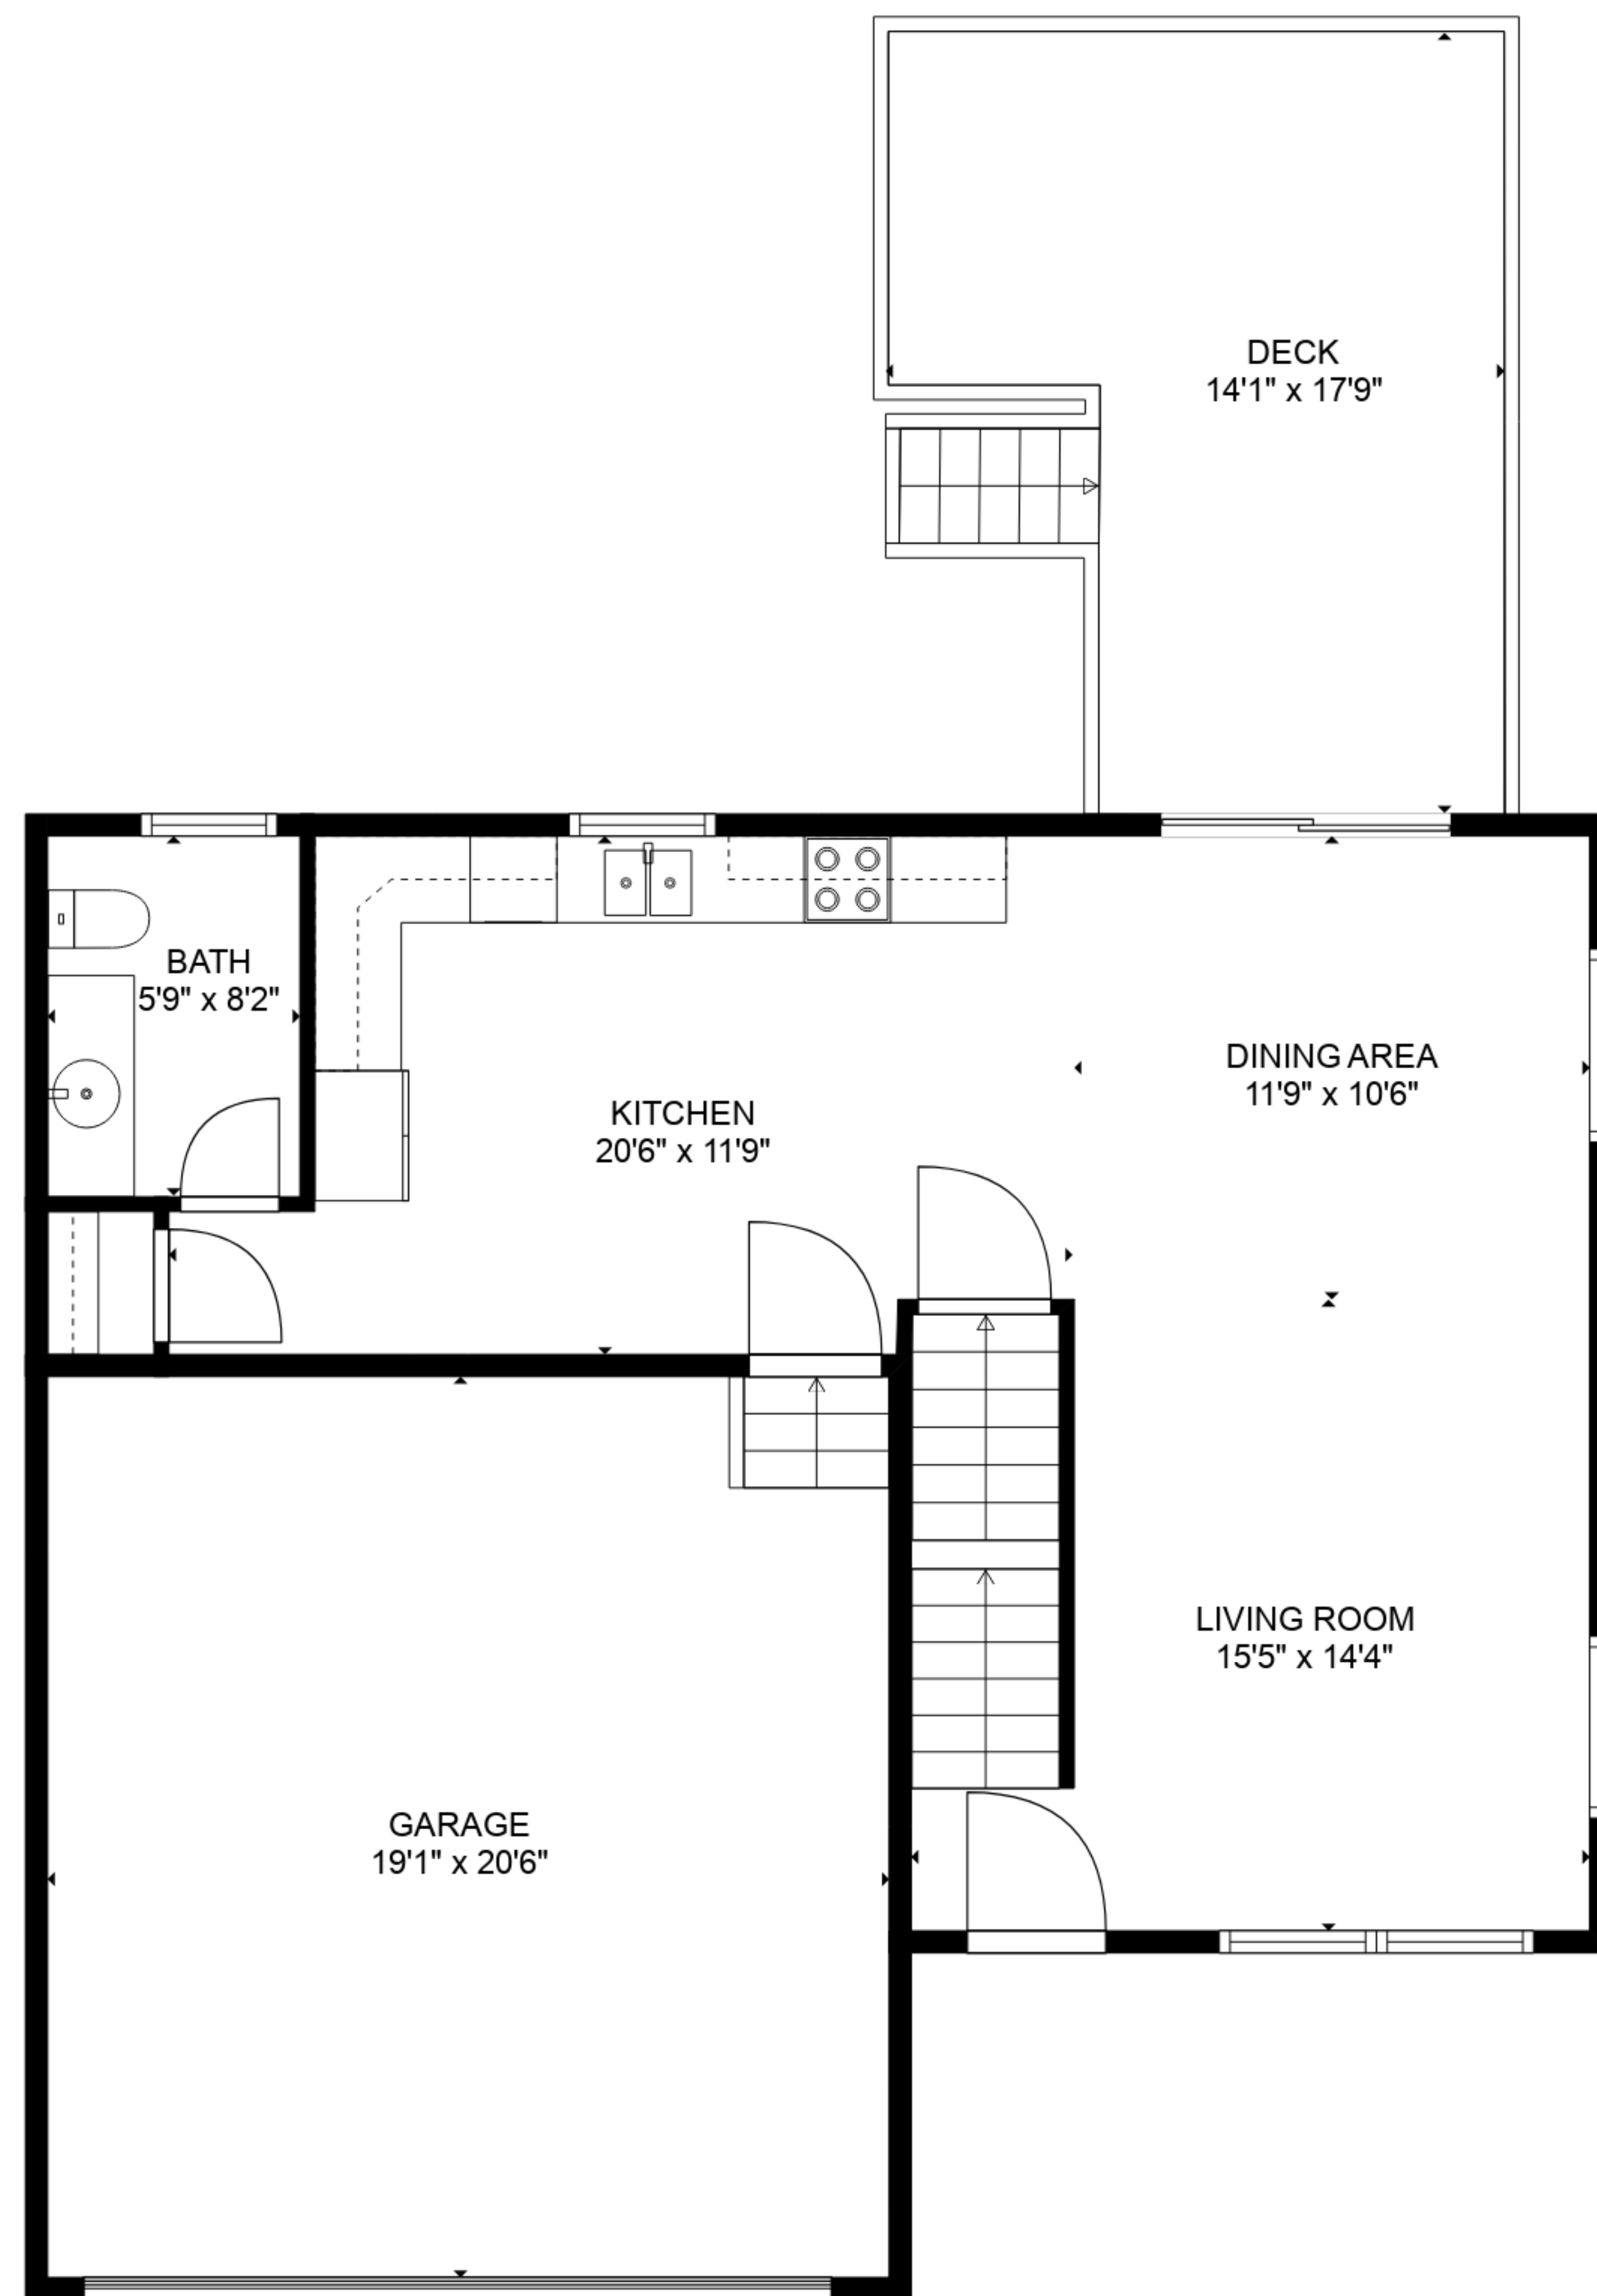 DECK
14'1" x 17'9"
BATH
5'9" x 8'2"
DINING AREA
11'9" x 10'6"
KITCHEN
20'6" x 11'9"
LIVING ROOM
15'5" x 14'4"
GARAGE
19'1" x 20'6"